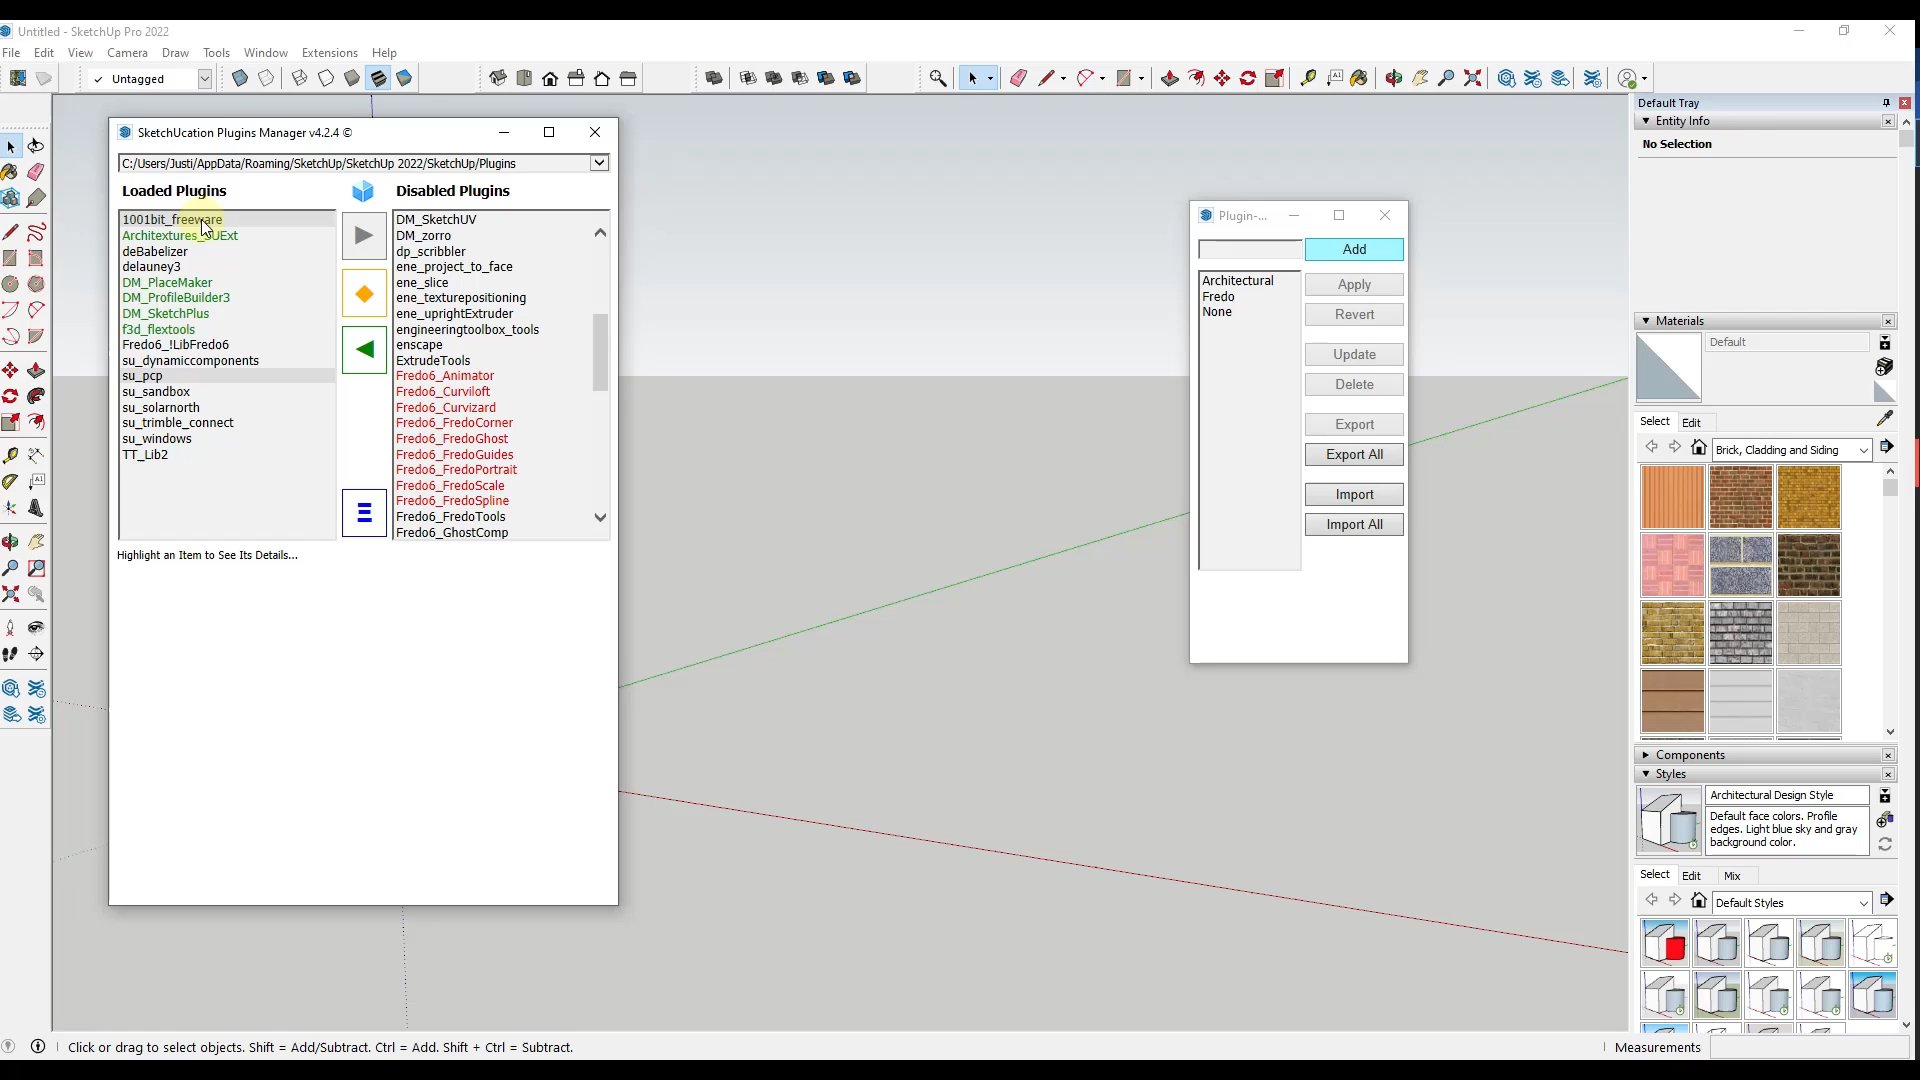 Untitled - SketchUp Pro 2022
File Edit View Camera Draw Tools Window Extensions Help
Untagged
SketchUcation Plugins Manager v4.2.4 ©
C:/Users/Justi/AppData/Roaming/SketchUp/SketchUp 2022/SketchUp/Plugins
Loaded Plugins
1001bit_freeware
Architextures_SUExt
deBabelizer
delauney3
DM_PlaceMaker
DM_ProfileBuilder3
DM_SketchPlus
f3d_flextools
Fredo6_!LibFredo6
su_dynamiccomponents
su_pcp
su_sandbox
su_solarnorth
su_trimble_connect
su_windows
TT_Lib2
Disabled Plugins
DM_SketchUV
DM_zorro
dp_scribbler
ene_project_to_face
ene_slice
ene_texturepositioning
ene_uprightExtruder
engineeringtoolbox_tools
enscape
ExtrudeTools
Fredo6_Animator
Fredo6_Curviloft
Fredo6_Curvizard
Fredo6_FredoCorner
Fredo6_FredoGhost
Fredo6_FredoGuides
Fredo6_FredoPortrait
Fredo6_FredoScale
Fredo6_FredoSpline
Fredo6_FredoTools
Fredo6_GhostComp
Highlight an Item to See Its Details...
Plugin-...
Add
Architectural
Fredo
None
Apply
Revert
Update
Delete
Export
Export All
Import
Import All
Default Tray
Entity Info
No Selection
Materials
Default
Select Edit
Brick, Cladding and Siding
Components
Styles
Architectural Design Style
Default face colors. Profile
edges. Light blue sky and gray
background color.
Select Edit Mix
Default Styles
Click or drag to select objects. Shift = Add/Subtract. Ctrl = Add. Shift + Ctrl = Subtract.
Measurements